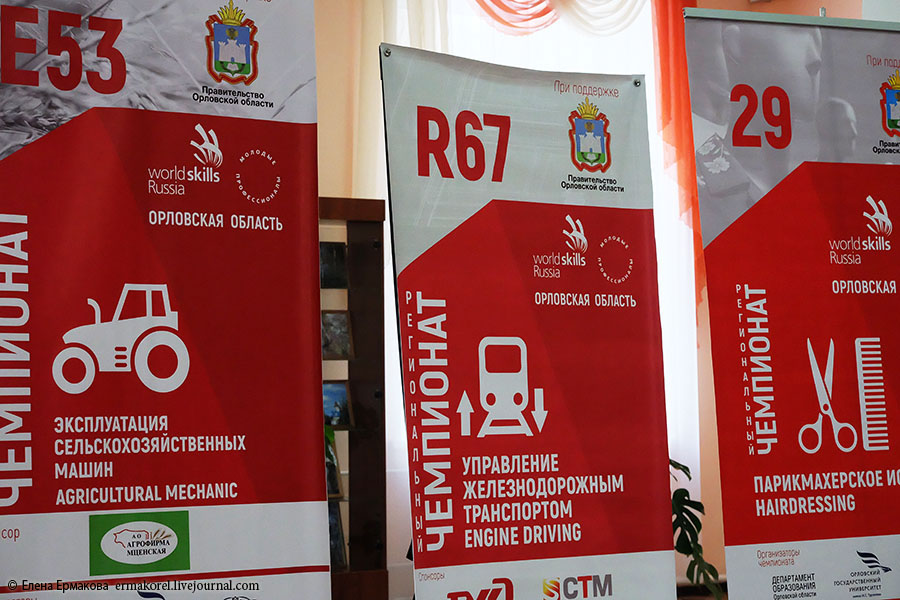 E53
Правительство
Орловской области
worldskills
Russia
МОЛОДЫЕ
ПРОФЕССИОНАЛЫ
ОРЛОВСКАЯ ОБЛАСТЬ
ЧЕМПИОНАТ
ЭКСПЛУАТАЦИЯ
СЕЛЬСКОХОЗЯЙСТВЕННЫХ
МАШИН
AGRICULTURAL MECHANIC
АО
АГРОФИРМА
МЦЕНСКАЯ
При поддержке
R67
Правительство
Орловской области
worldskills
Russia
МОЛОДЫЕ
ПРОФЕССИОНАЛЫ
ОРЛОВСКАЯ ОБЛАСТЬ
РЕГИОНАЛЬНЫЙ
ЧЕМПИОНАТ
УПРАВЛЕНИЕ
ЖЕЛЕЗНОДОРОЖНЫМ
ТРАНСПОРТОМ
ENGINE DRIVING
Спонсоры
СТМ
При подд
29
worldskills
Russia
ОРЛОВСКАЯ
РЕГИОНАЛЬНЫЙ
ЧЕМПИОНАТ
ПАРИКМАХЕРСКОЕ ИС
HAIRDRESSING
Организаторы
чемпионата
ДЕПАРТАМЕНТ
ОБРАЗОВАНИЯ
Орловской области
ОРЛОВСКИЙ
ГОСУДАРСТВЕННЫЙ
УНИВЕРСИТЕТ
© Елена Ермакова ermakorel.livejournal.com